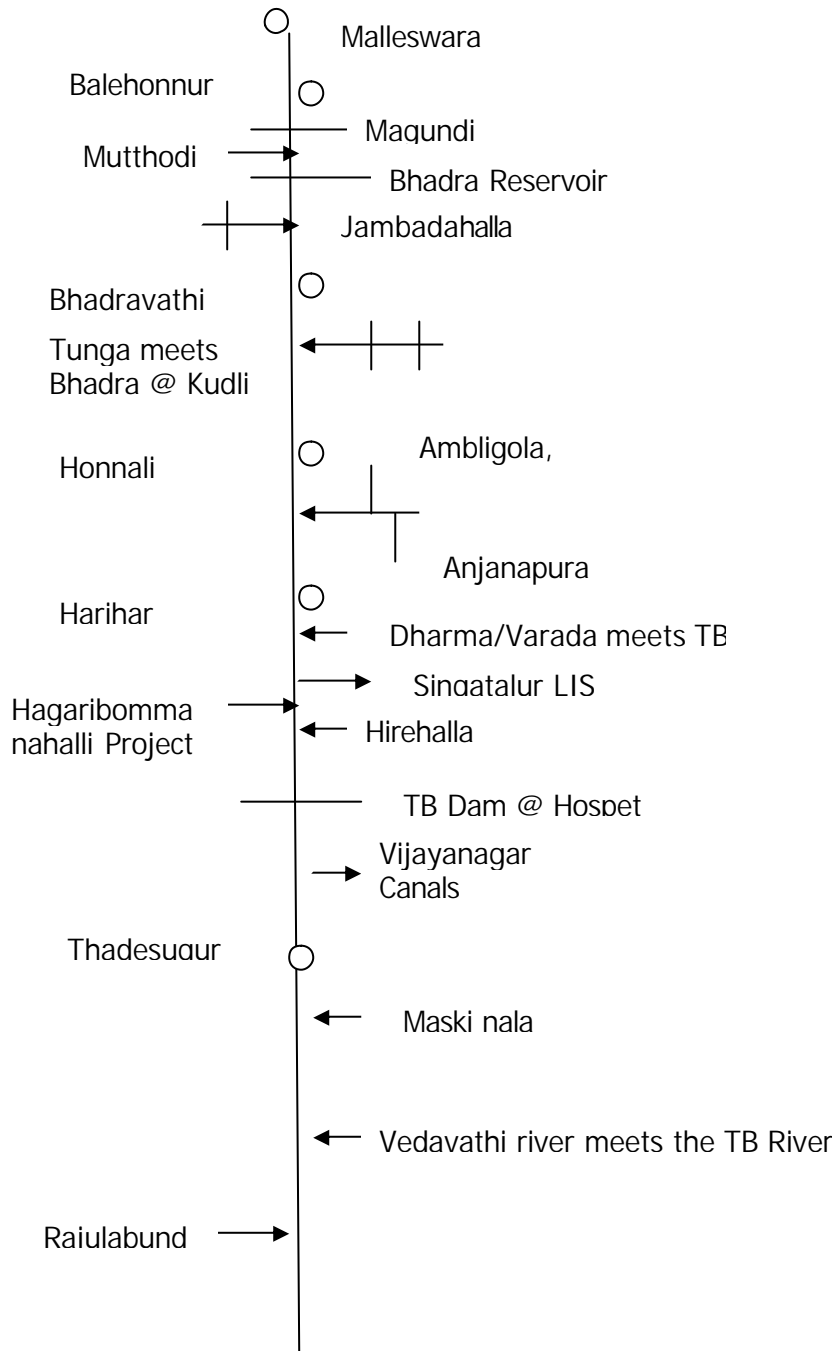 Malleswara
Balehonnur
Magundi
Mutthodi
Bhadra Reservoir
Jambadahalla
Bhadravathi
Tunga meets
Bhadra @ Kudli
Ambligola,
Honnali
Anjanapura
Harihar
Dharma/Varada meets TB
Singatalur LIS
Hagaribomma
nahalli Project
Hirehalla
TB Dam @ Hospet
Vijayanagar
Canals
Thadesugur
Maski nala
Vedavathi river meets the TB River
Rajulabund